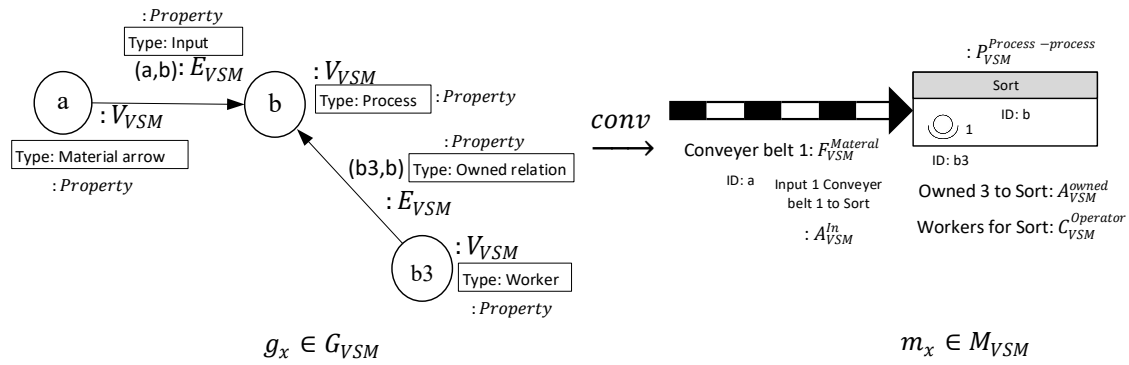 : Property
Type: Input
(a,b): E_VSM
a
b
: V_VSM
Type: Process
: Property
: V_VSM
Type: Material arrow
: Property
: Property
(b3,b)
Type: Owned relation
: E_VSM
b3
: V_VSM
Type: Worker
: Property
g_x ∈ G_VSM
conv
: P_VSM^Process −process
Sort
ID: b
1
ID: b3
Conveyer belt 1: F_VSM^Materal
ID: a
Input 1 Conveyer
belt 1 to Sort
: A_VSM^In
Owned 3 to Sort: A_VSM^owned
Workers for Sort: C_VSM^Operator
m_x ∈ M_VSM